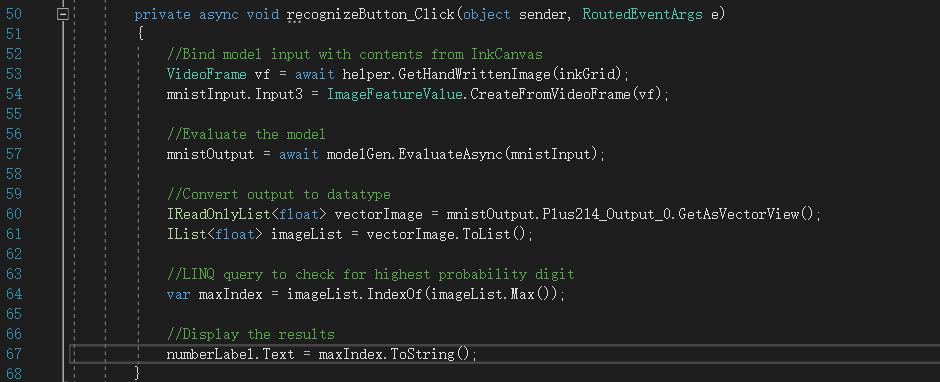 50 private async void recognizeButton_Click(object sender, RoutedEventArgs e)
51 {
52 //Bind model input with contents from InkCanvas
53 VideoFrame vf = await helper.GetHandWrittenImage(inkGrid);
54 mnistInput.Input3 = ImageFeatureValue.CreateFromVideoFrame(vf);
55
56 //Evaluate the model
57 mnistOutput = await modelGen.EvaluateAsync(mnistInput);
58
59 //Convert output to datatype
60 IReadOnlyList<float> vectorImage = mnistOutput.Plus214_Output_0.GetAsVectorView();
61 IList<float> imageList = vectorImage.ToList();
62
63 //LINQ query to check for highest probability digit
64 var maxIndex = imageList.IndexOf(imageList.Max());
65
66 //Display the results
67 numberLabel.Text = maxIndex.ToString();
68 }